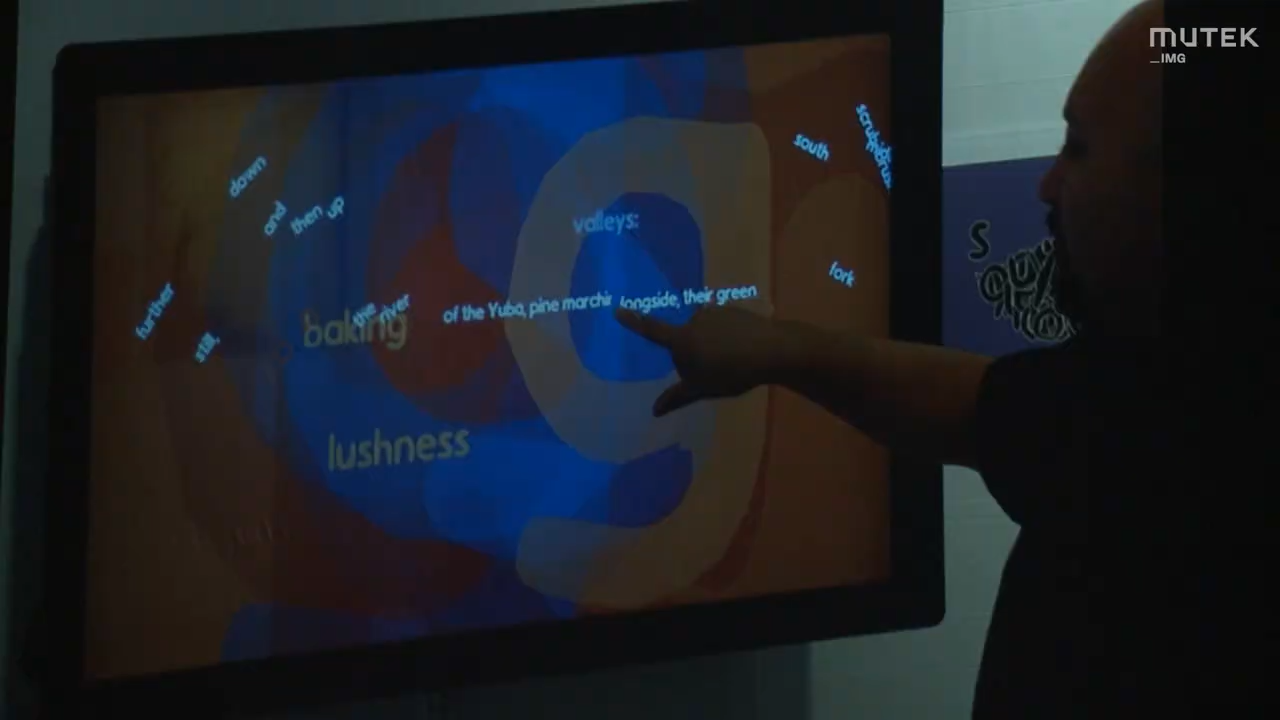 MUTEK
_IMG
down
and
then up
further
still,
the
river
baking
lushness
valleys:
of the Yuba, pine marchin longside, their green
south
fork
S
g